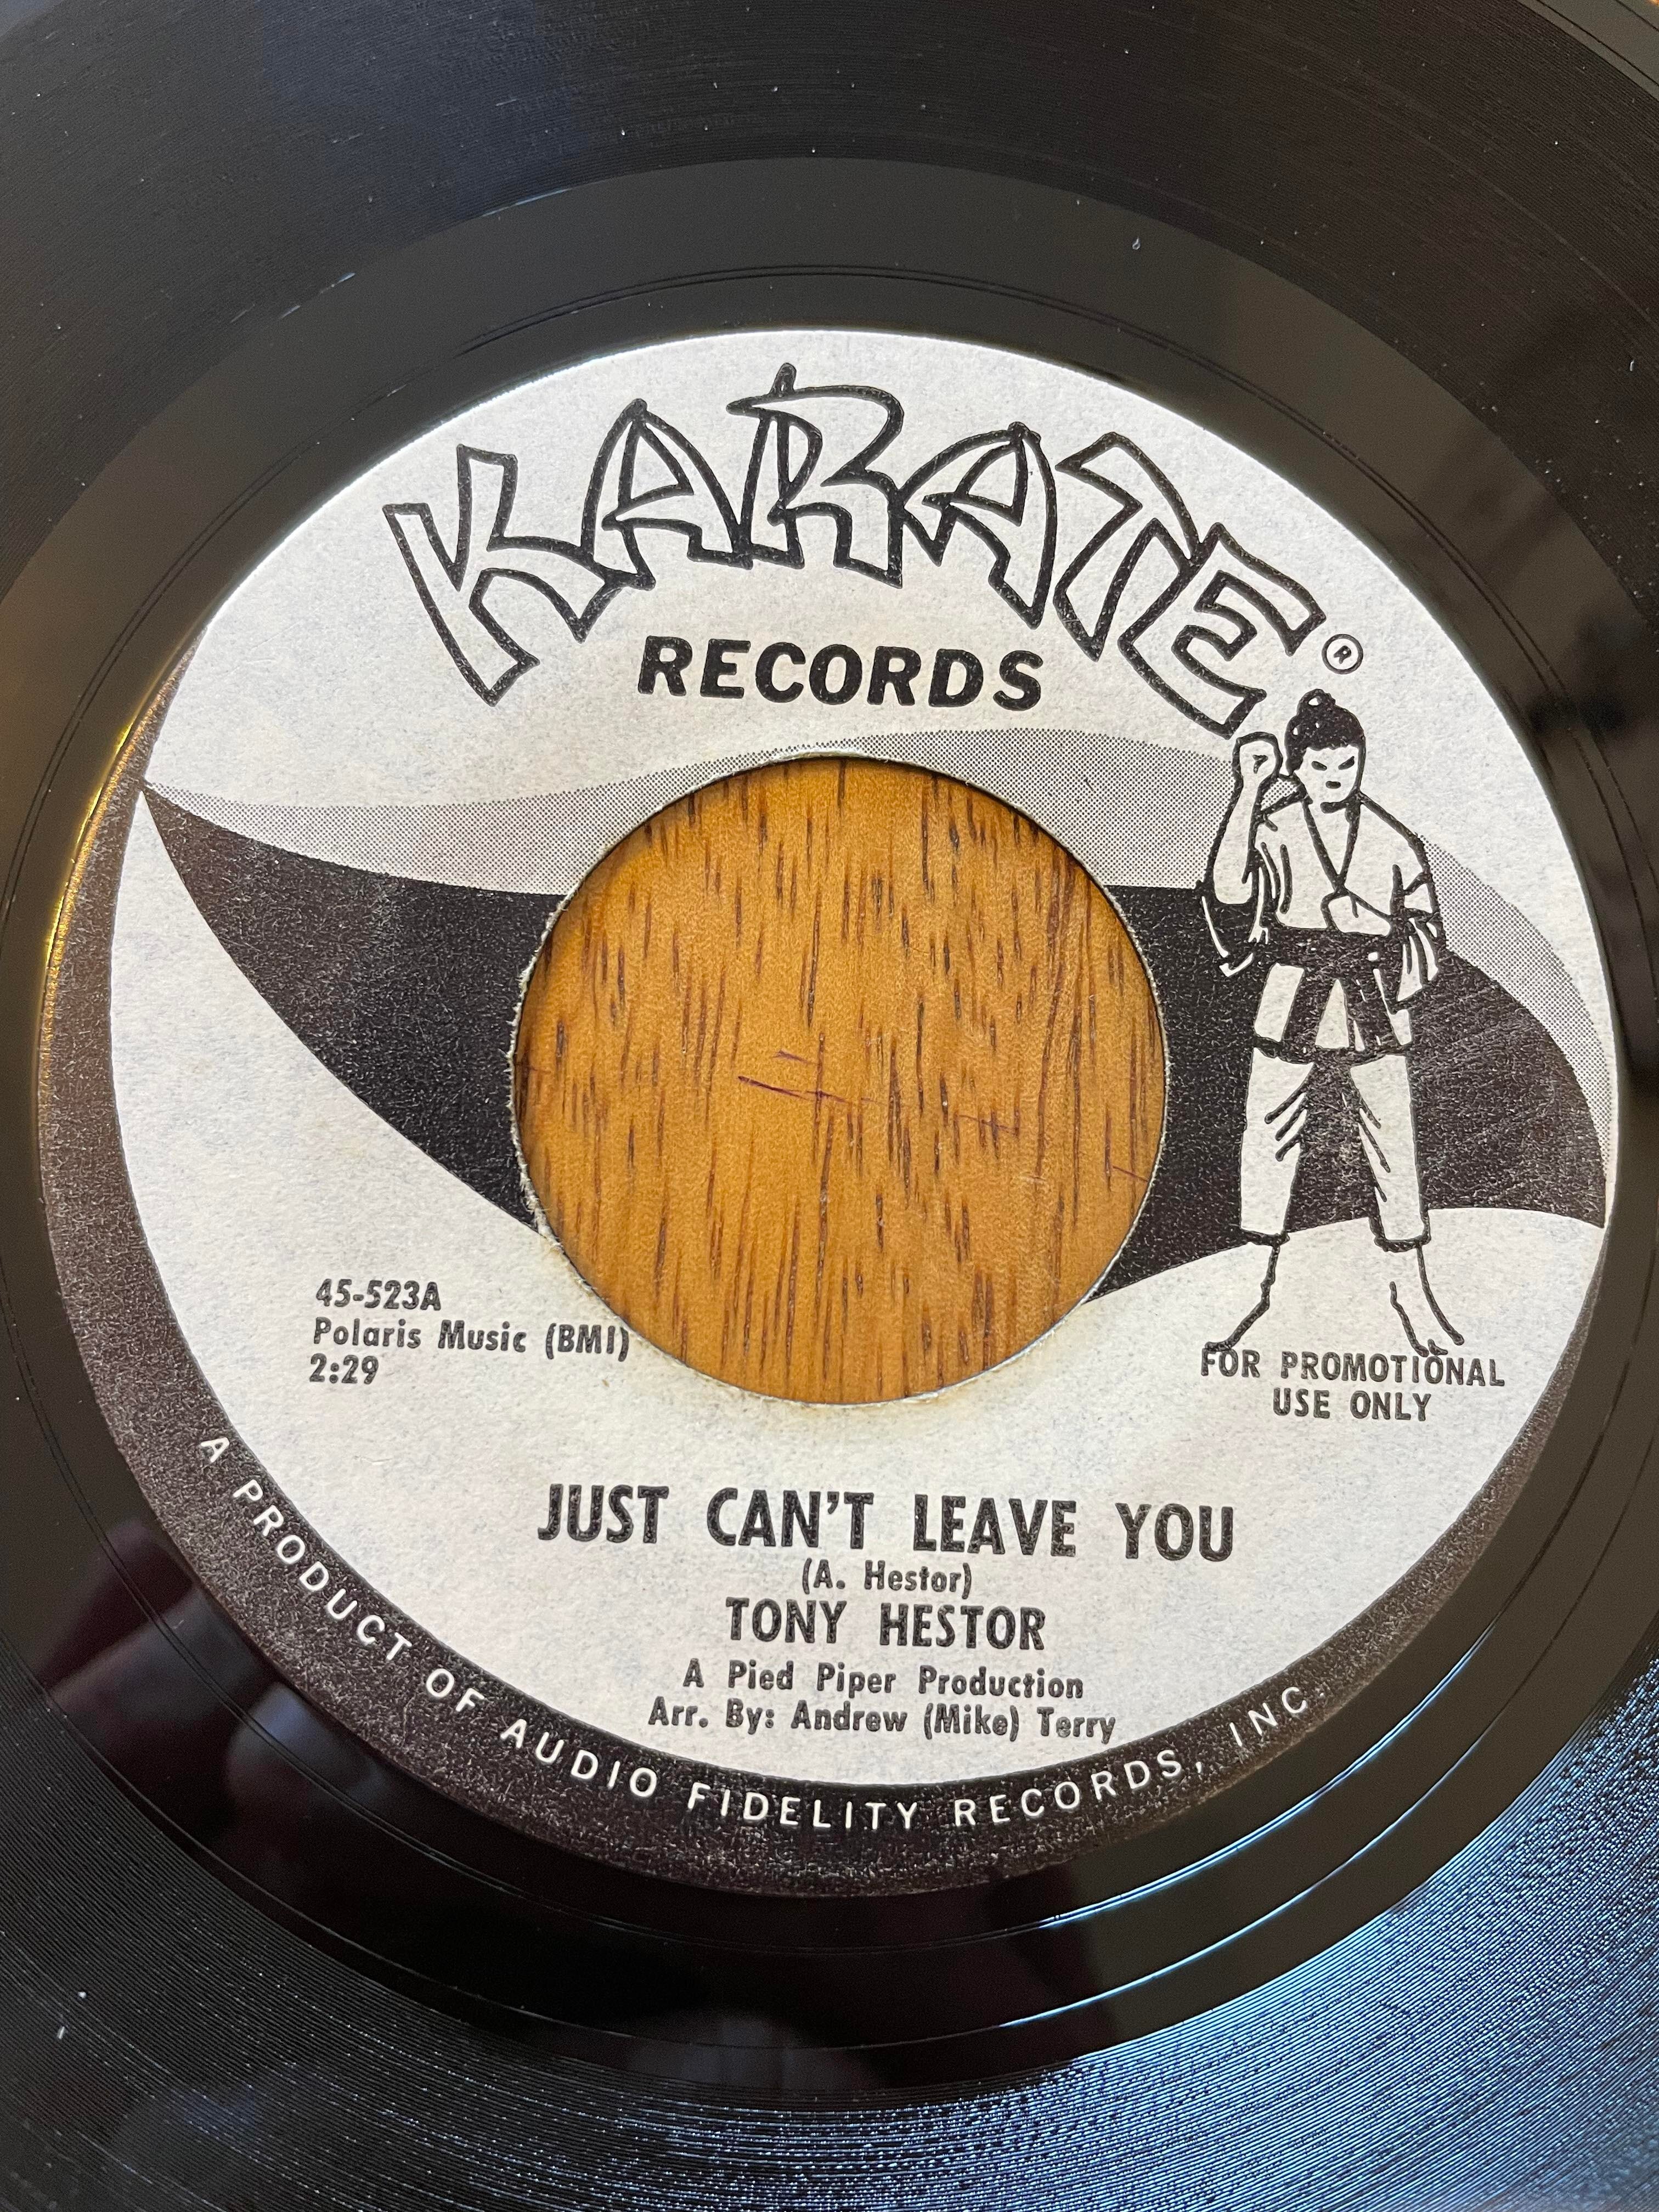 KARATE ®
RECORDS
45-523A
Polaris Music (BMI)
2:29
FOR PROMOTIONAL
USE ONLY
JUST CAN'T LEAVE YOU
(A. Hestor)
TONY HESTOR
A Pied Piper Production
Arr. By: Andrew (Mike) Terry
A PRODUCT OF AUDIO FIDELITY RECORDS, INC.